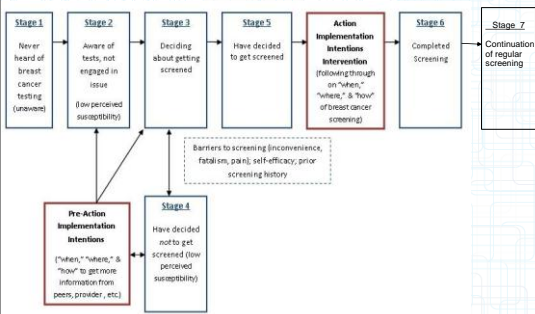 Stage 1
Never
heard of
breast
cancer
testing
(unaware)
Stage 2
Aware of
tests, not
engaged in
issue
(low perceived
susceptibility)
Stage 3
Deciding
about getting
screened
Stage 5
Have decided
to get screened
Action
Implementation
Intentions
Intervention
(following through
on "when,"
"where," & "how"
of breast cancer
screening)
Stage 6
Completed
Screening
Stage 7
Continuation
of regular
screening
Barriers to screening (inconvenience,
fatalism, pain); self-efficacy; prior
screening history
Pre-Action
Implementation
Intentions
("when," "where," &
"how" to get more
information from
peers, provider , etc.)
Stage 4
Have decided
not to get
screened (low
perceived
susceptibility)